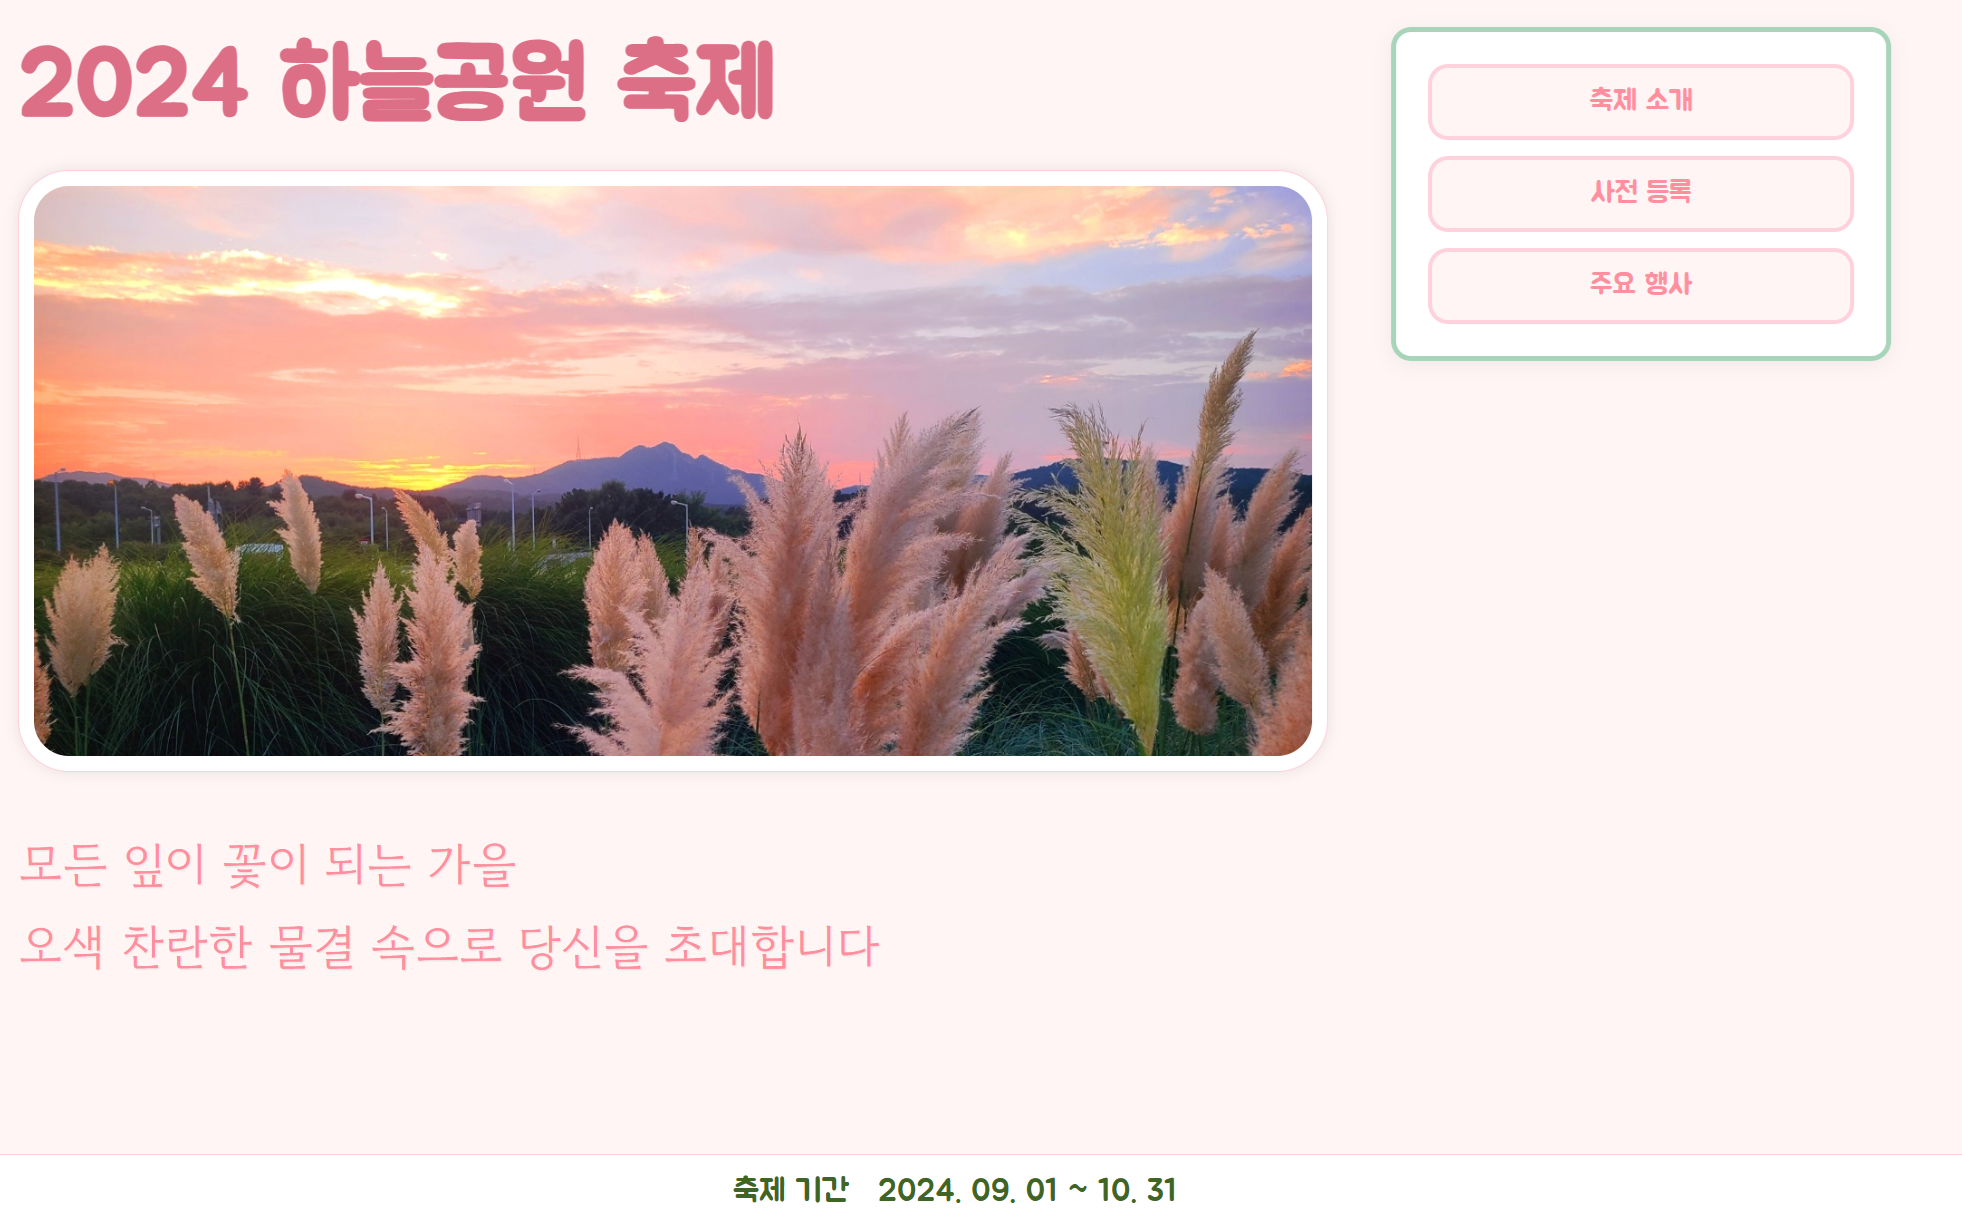 2024 하늘공원 축제
축제 소개
사전 등록
주요 행사
모든 잎이 꽃이 되는 가을
오색 찬란한 물결 속으로 당신을 초대합니다
축제 기간 2024. 09. 01 ~ 10. 31